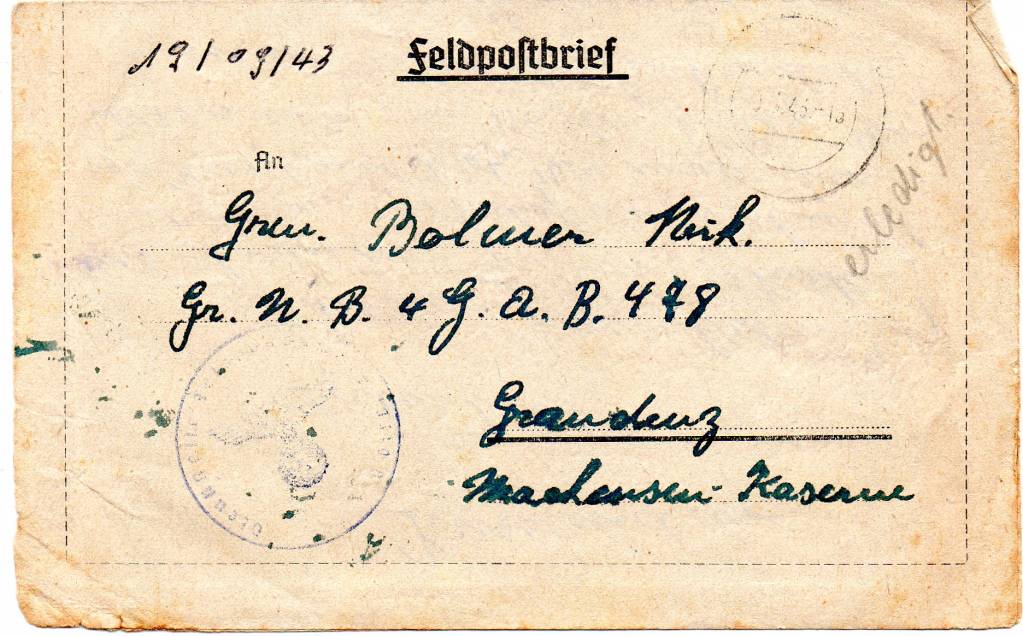 19/09/43
Feldpostbrief
An
Gren. Bolmer Nik.
Gr. N. B. 4 G. A. B. 478
erledigt.
Graudenz
Mackensen-Kaserne